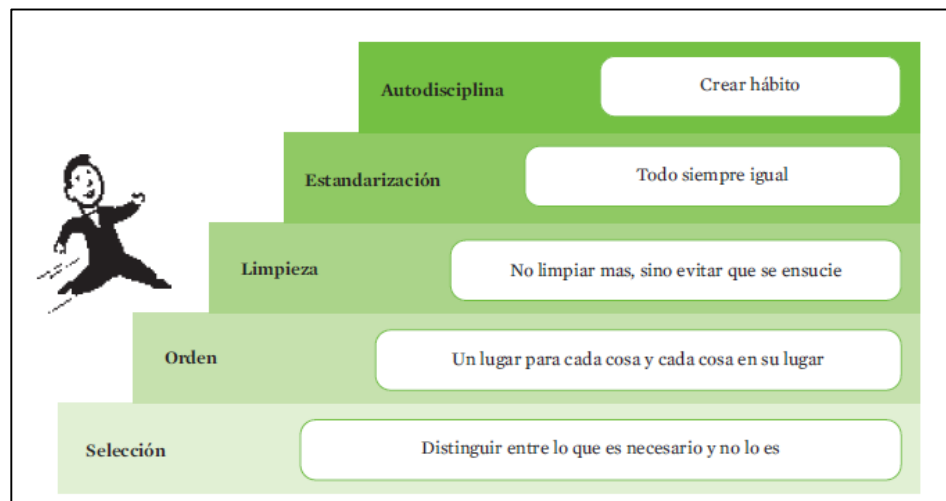 Autodisciplina
Crear hábito
Estandarización
Todo siempre igual
Limpieza
No limpiar mas, sino evitar que se ensucie
Orden
Un lugar para cada cosa y cada cosa en su lugar
Selección
Distinguir entre lo que es necesario y no lo es